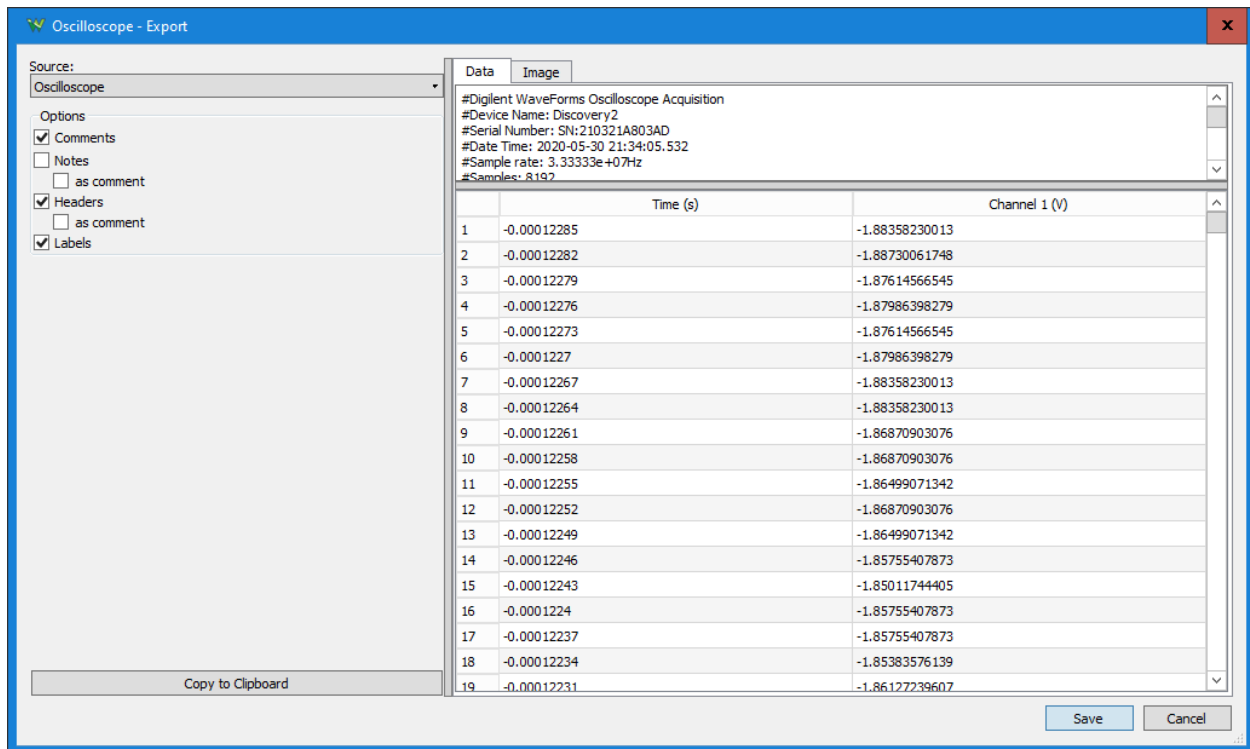 Oscilloscope - Export
x
Source:
Oscilloscope
Options
Comments
Notes
as comment
Headers
as comment
Labels
Copy to Clipboard
Data Image
#Digilent WaveForms Oscilloscope Acquisition
#Device Name: Discovery2
#Serial Number: SN:210321A803AD
#Date Time: 2020-05-30 21:34:05.532
#Sample rate: 3.33333e+07Hz
#Samples: 8192
Time (s) Channel 1 (V)
1 -0.00012285 -1.88358230013
2 -0.00012282 -1.88730061748
3 -0.00012279 -1.87614566545
4 -0.00012276 -1.87986398279
5 -0.00012273 -1.87614566545
6 -0.0001227 -1.87986398279
7 -0.00012267 -1.88358230013
8 -0.00012264 -1.88358230013
9 -0.00012261 -1.86870903076
10 -0.00012258 -1.86870903076
11 -0.00012255 -1.86499071342
12 -0.00012252 -1.86870903076
13 -0.00012249 -1.86499071342
14 -0.00012246 -1.85755407873
15 -0.00012243 -1.85011744405
16 -0.0001224 -1.85755407873
17 -0.00012237 -1.85755407873
18 -0.00012234 -1.85383576139
19 -0.00012231 -1.86127239607
Save Cancel